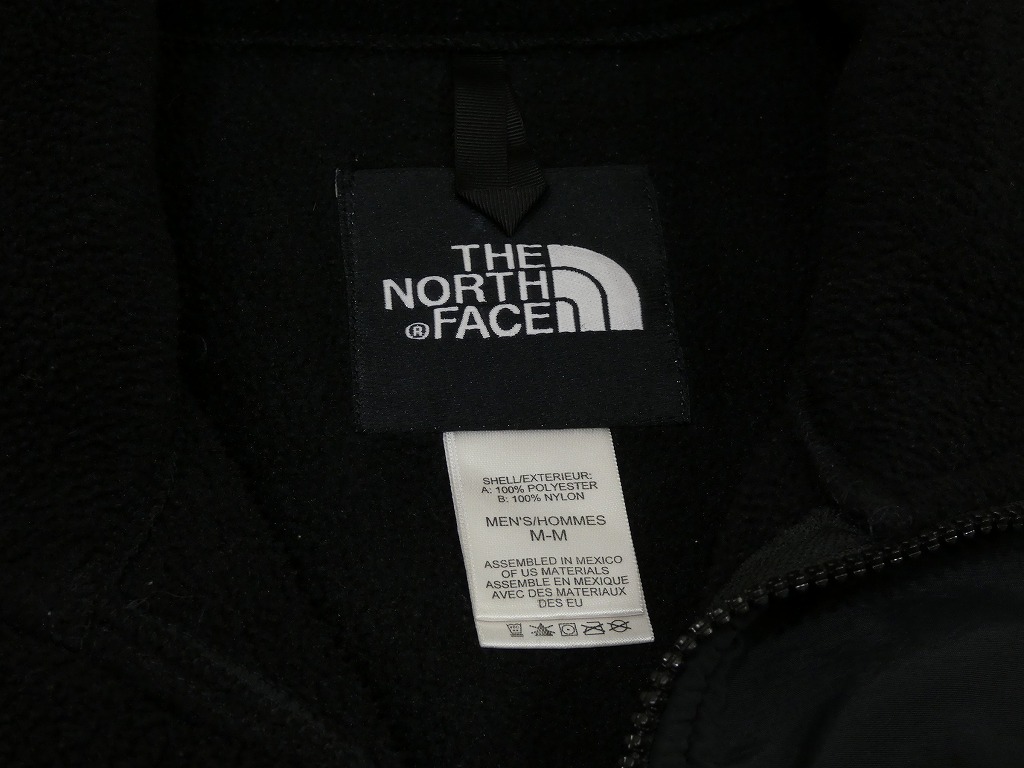 THE
NORTH
® FACE
SHELL/EXTERIEUR:
A: 100% POLYESTER
B: 100% NYLON
MEN'S/HOMMES
M-M
ASSEMBLED IN MEXICO
OF US MATERIALS
ASSEMBLE EN MEXIQUE
AVEC DES MATERIAUX
DES EU